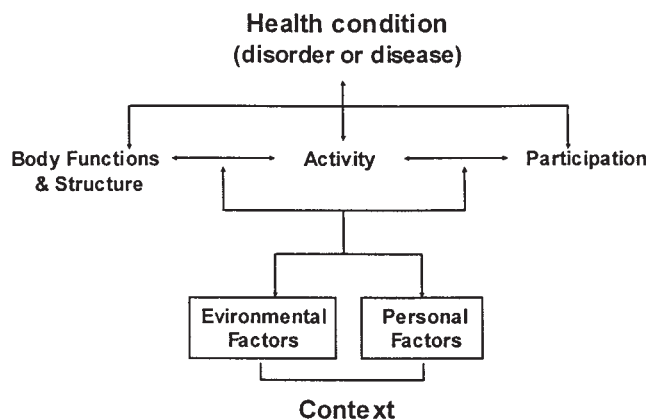 Health condition
(disorder or disease)
Body Functions
& Structure
Activity
Participation
Evironmental
Factors
Personal
Factors
Context